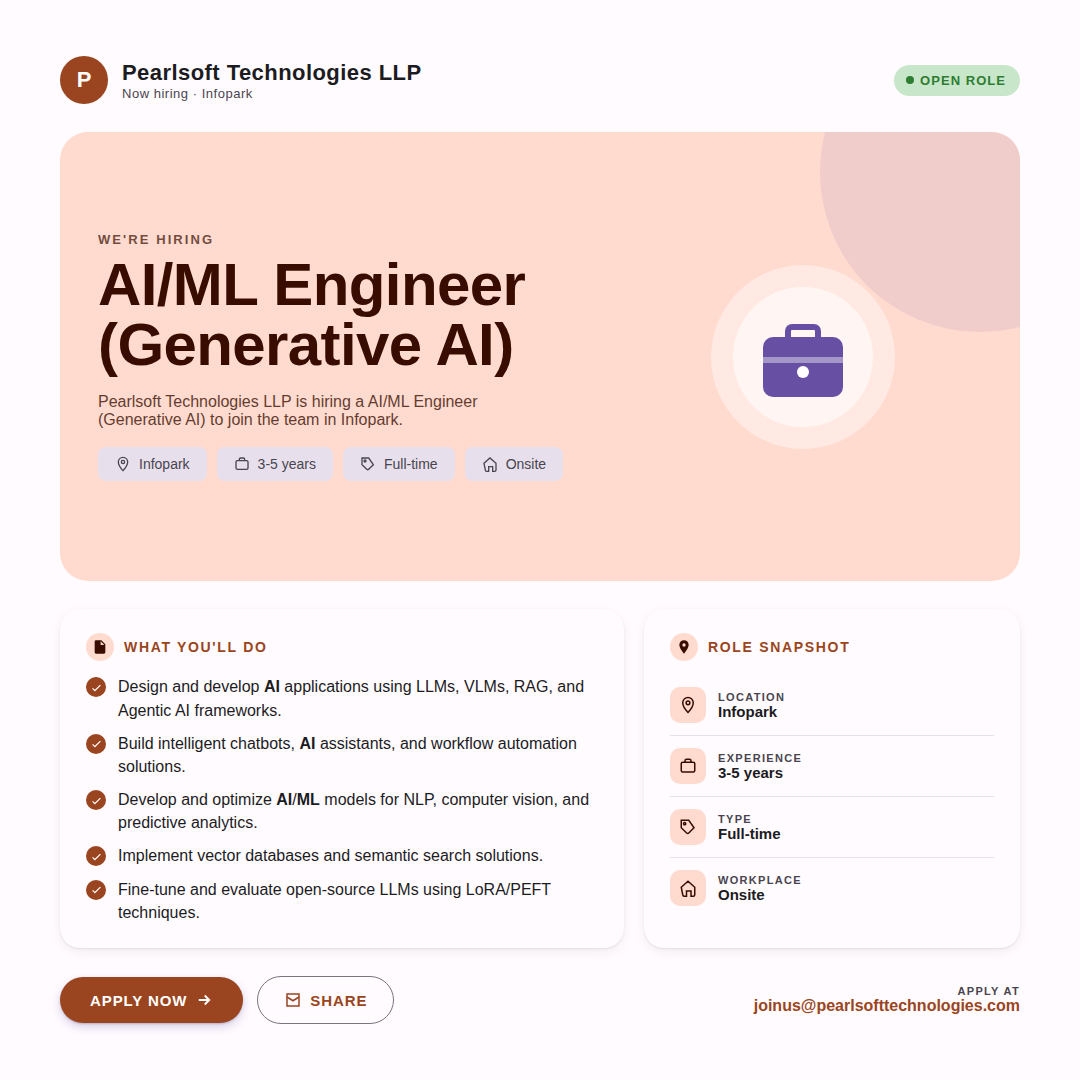 P
Pearlsoft Technologies LLP
Now hiring · Infopark
OPEN ROLE
WE'RE HIRING
AI/ML Engineer
(Generative AI)
Pearlsoft Technologies LLP is hiring a AI/ML Engineer
(Generative AI) to join the team in Infopark.
Infopark
3-5 years
Full-time
Onsite
WHAT YOU'LL DO
Design and develop AI applications using LLMs, VLMs, RAG, and
Agentic AI frameworks.
Build intelligent chatbots, AI assistants, and workflow automation
solutions.
Develop and optimize AI/ML models for NLP, computer vision, and
predictive analytics.
Implement vector databases and semantic search solutions.
Fine-tune and evaluate open-source LLMs using LoRA/PEFT
techniques.
ROLE SNAPSHOT
LOCATION
Infopark
EXPERIENCE
3-5 years
TYPE
Full-time
WORKPLACE
Onsite
APPLY NOW
SHARE
APPLY AT
joinus@pearlsofttechnologies.com